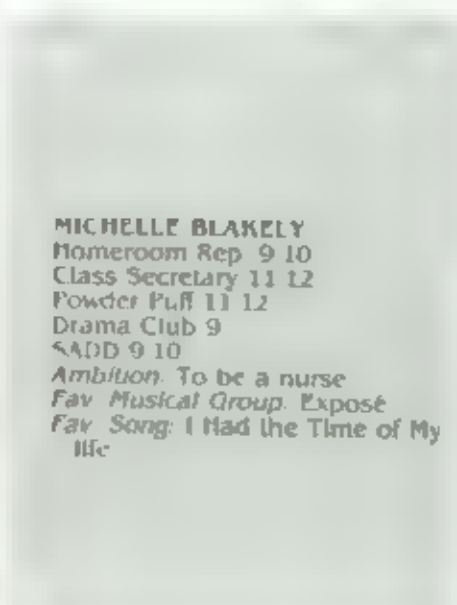 MICHELLE BLAKELY
Homeroom Rep 9 10
Class Secretary 11 12
Powder Puff 11 12
Drama Club 9
SADD 9 10
Ambition. To be a nurse
Fav Musical Group. Exposé
Fav Song: I Had the Time of My
life